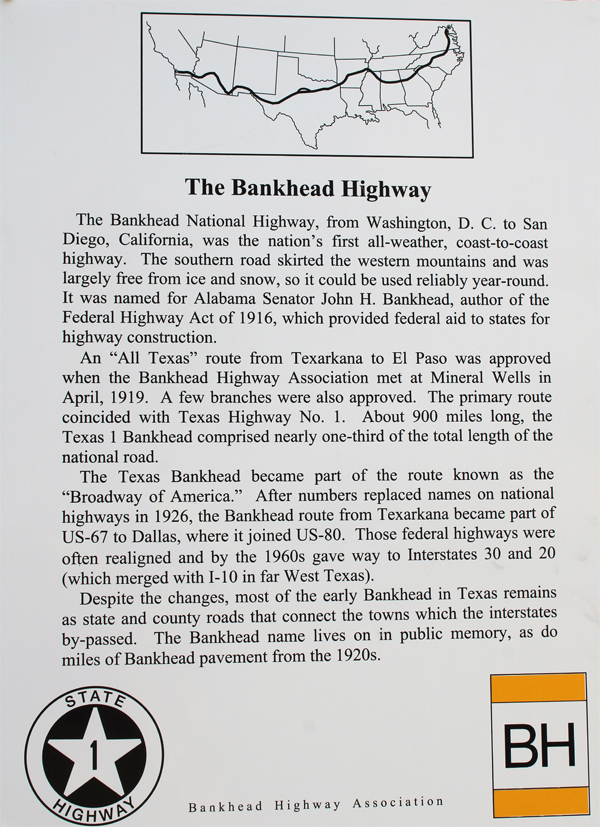 The Bankhead Highway
The Bankhead National Highway, from Washington, D. C. to San
Diego, California, was the nation's first all-weather, coast-to-coast
highway. The southern road skirted the western mountains and was
largely free from ice and snow, so it could be used reliably year-round.
It was named for Alabama Senator John H. Bankhead, author of the
Federal Highway Act of 1916, which provided federal aid to states for
highway construction.
An “All Texas” route from Texarkana to El Paso was approved
when the Bankhead Highway Association met at Mineral Wells in
April, 1919. A few branches were also approved. The primary route
coincided with Texas Highway No. 1. About 900 miles long, the
Texas 1 Bankhead comprised nearly one-third of the total length of the
national road.
The Texas Bankhead became part of the route known as the
“Broadway of America.” After numbers replaced names on national
highways in 1926, the Bankhead route from Texarkana became part of
US-67 to Dallas, where it joined US-80. Those federal highways were
often realigned and by the 1960s gave way to Interstates 30 and 20
(which merged with I-10 in far West Texas).
Despite the changes, most of the early Bankhead in Texas remains
as state and county roads that connect the towns which the interstates
by-passed. The Bankhead name lives on in public memory, as do
miles of Bankhead pavement from the 1920s.
STATE
1
HIGHWAY
Bankhead Highway Association
BH